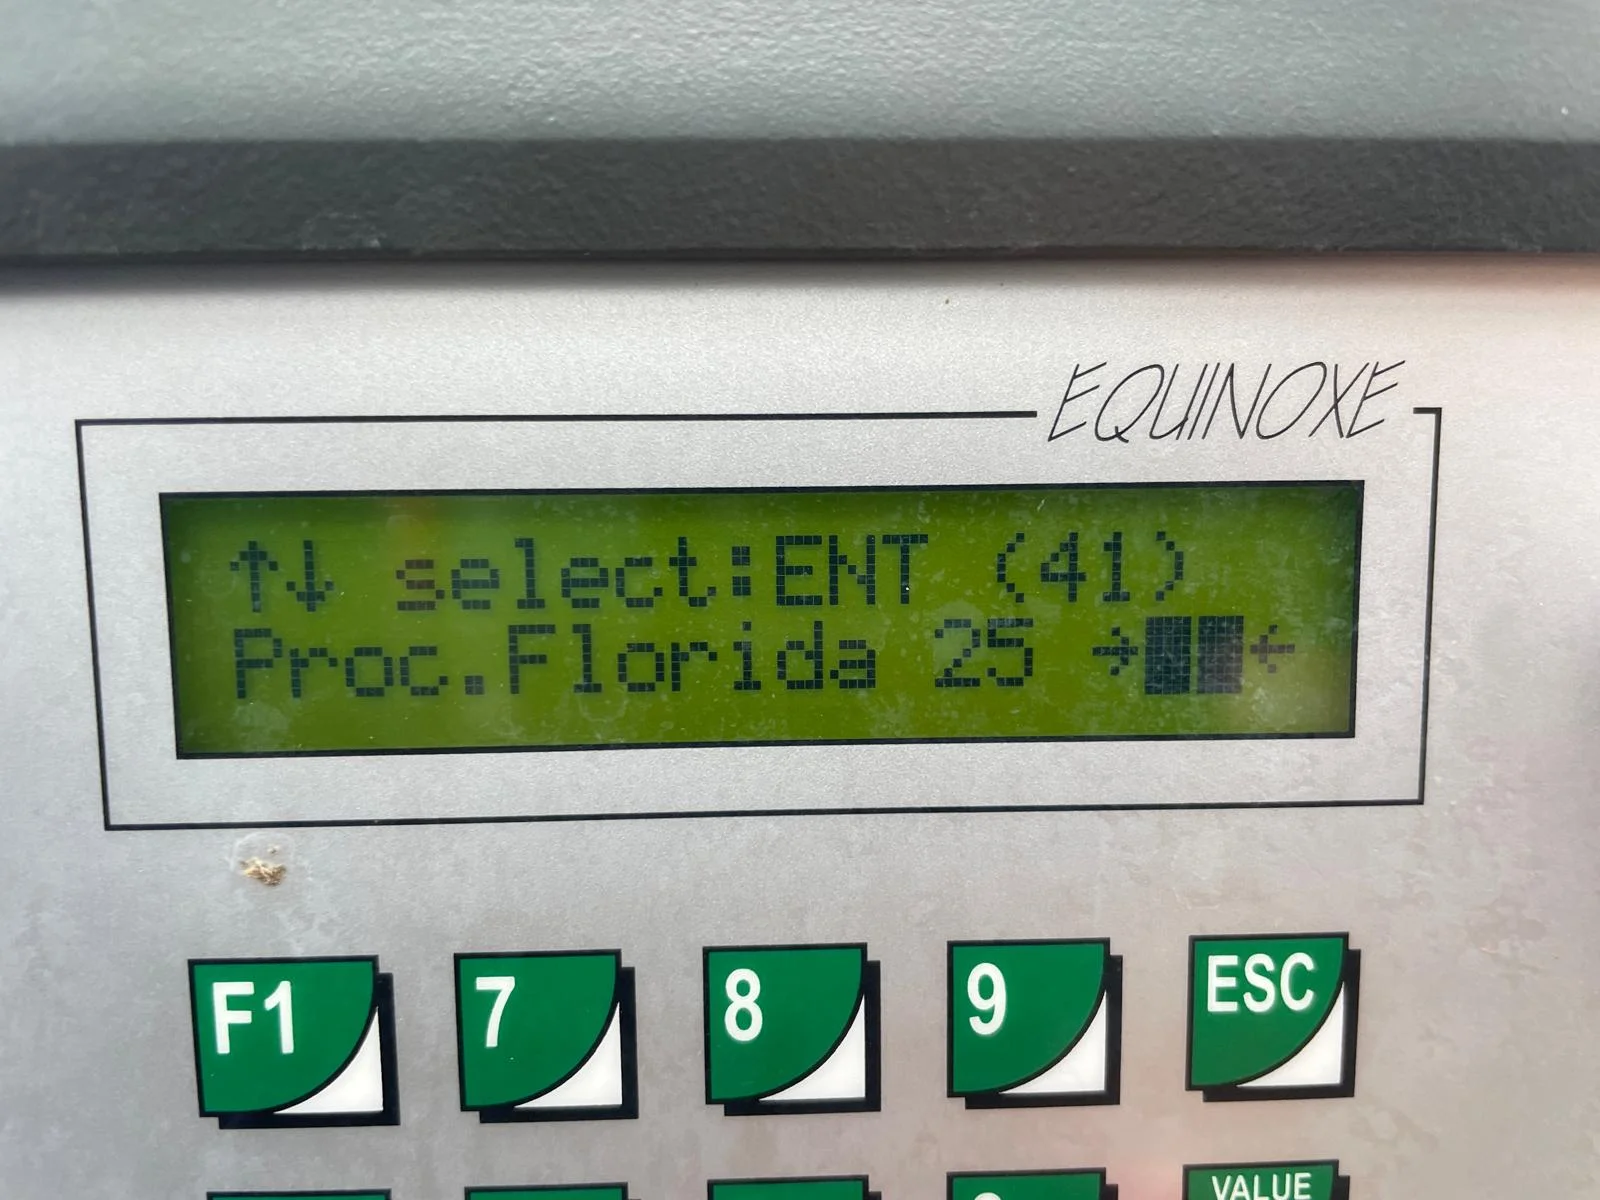 EQUINOXE
↑↓ select:ENT (41)
Proc.Florida 25 →██←
F1 7 8 9 ESC
VALUE